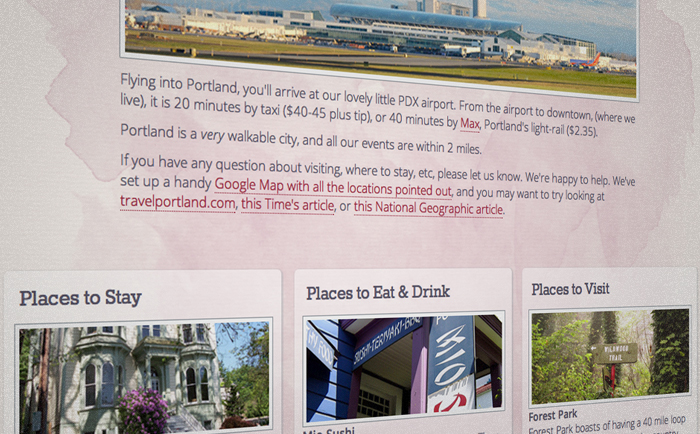 Flying into Portland, you'll arrive at our lovely little PDX airport. From the airport to downtown, (where we
live), it is 20 minutes by taxi ($40-45 plus tip), or 40 minutes by Max, Portland's light-rail ($2.35).
Portland is a very walkable city, and all our events are within 2 miles.
If you have any question about visiting, where to stay, etc, please let us know. We're happy to help. We've
set up a handy Google Map with all the locations pointed out, and you may want to try looking at
travelportland.com, this Time's article, or this National Geographic article.
Places to Stay
Places to Eat & Drink
Places to Visit
SUSHI-TERIYAKI-BBQ
MIO
WILDWOOD
TRAIL
Mio Sushi
Forest Park
Forest Park boasts of having a 40 mile loop